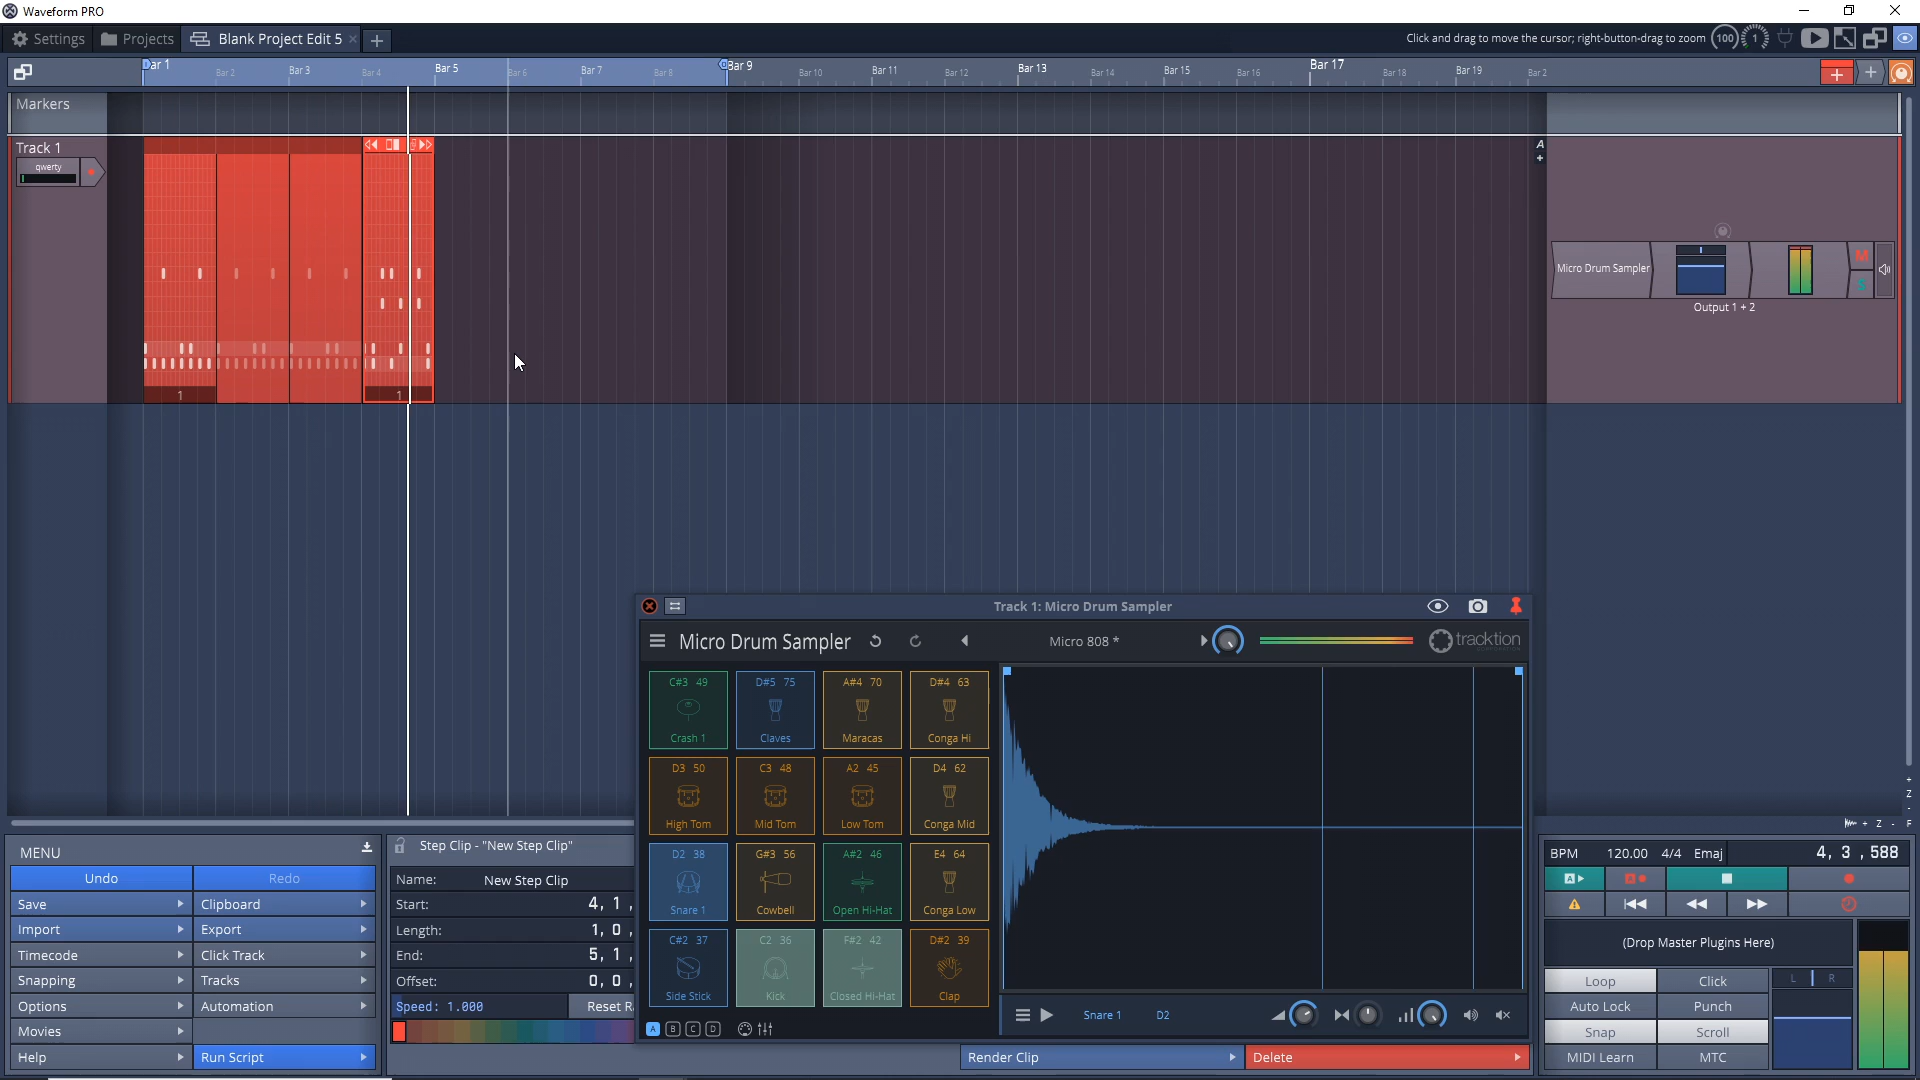 Waveform PRO
Settings
Projects
Blank Project Edit 5
Click and drag to move the cursor; right-button-drag to zoom
100
1
Bar 1
Bar 2
Bar 3
Bar 4
Bar 5
Bar 6
Bar 7
Bar 8
Bar 9
Bar 10
Bar 11
Bar 12
Bar 13
Bar 14
Bar 15
Bar 16
Bar 17
Bar 18
Bar 19
Bar 2
Markers
Track 1
qwerty
A
1
1
Micro Drum Sampler
M
S
Output 1 + 2
Track 1: Micro Drum Sampler
Micro Drum Sampler
Micro 808 *
tracktion
C#3 49
Crash 1
D#5 75
Claves
A#4 70
Maracas
D#4 63
Conga Hi
D3 50
High Tom
C3 48
Mid Tom
A2 45
Low Tom
D4 62
Conga Mid
D2 38
Snare 1
G#3 56
Cowbell
A#2 46
Open Hi-Hat
E4 64
Conga Low
C#2 37
Side Stick
C2 36
Kick
F#2 42
Closed Hi-Hat
D#2 39
Clap
A B C D
Snare 1
D2
MENU
Undo
Redo
Save
Clipboard
Import
Export
Timecode
Click Track
Snapping
Tracks
Options
Automation
Movies
Help
Run Script
Step Clip - "New Step Clip"
Name: New Step Clip
Start: 4, 1 ,
Length: 1, 0 ,
End: 5, 1 ,
Offset: 0, 0 ,
Speed: 1.000
Reset R
Render Clip
Delete
Z
Z
F
BPM 120.00 4/4 Emaj 4, 3 , 588
A
A
(Drop Master Plugins Here)
Loop
Click
L R
Auto Lock
Punch
Snap
Scroll
MIDI Learn
MTC